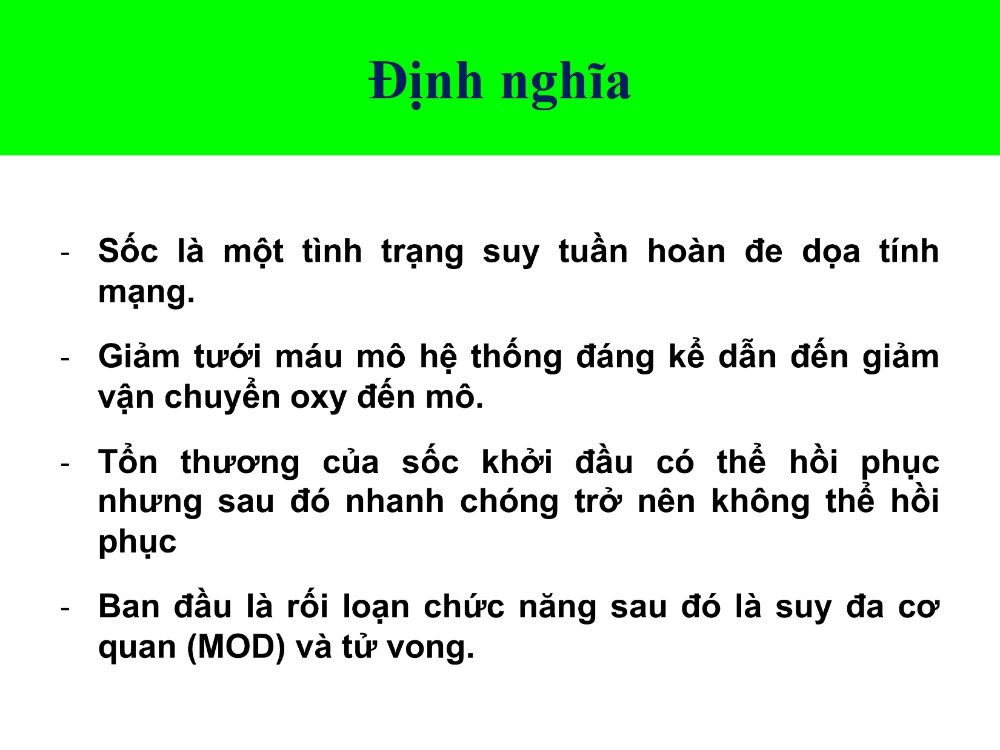 Định nghĩa
- Sốc là một tình trạng suy tuần hoàn đe dọa tính
mạng.
- Giảm tưới máu mô hệ thống đáng kể dẫn đến giảm
vận chuyển oxy đến mô.
- Tổn thương của sốc khởi đầu có thể hồi phục
nhưng sau đó nhanh chóng trở nên không thể hồi
phục
- Ban đầu là rối loạn chức năng sau đó là suy đa cơ
quan (MOD) và tử vong.